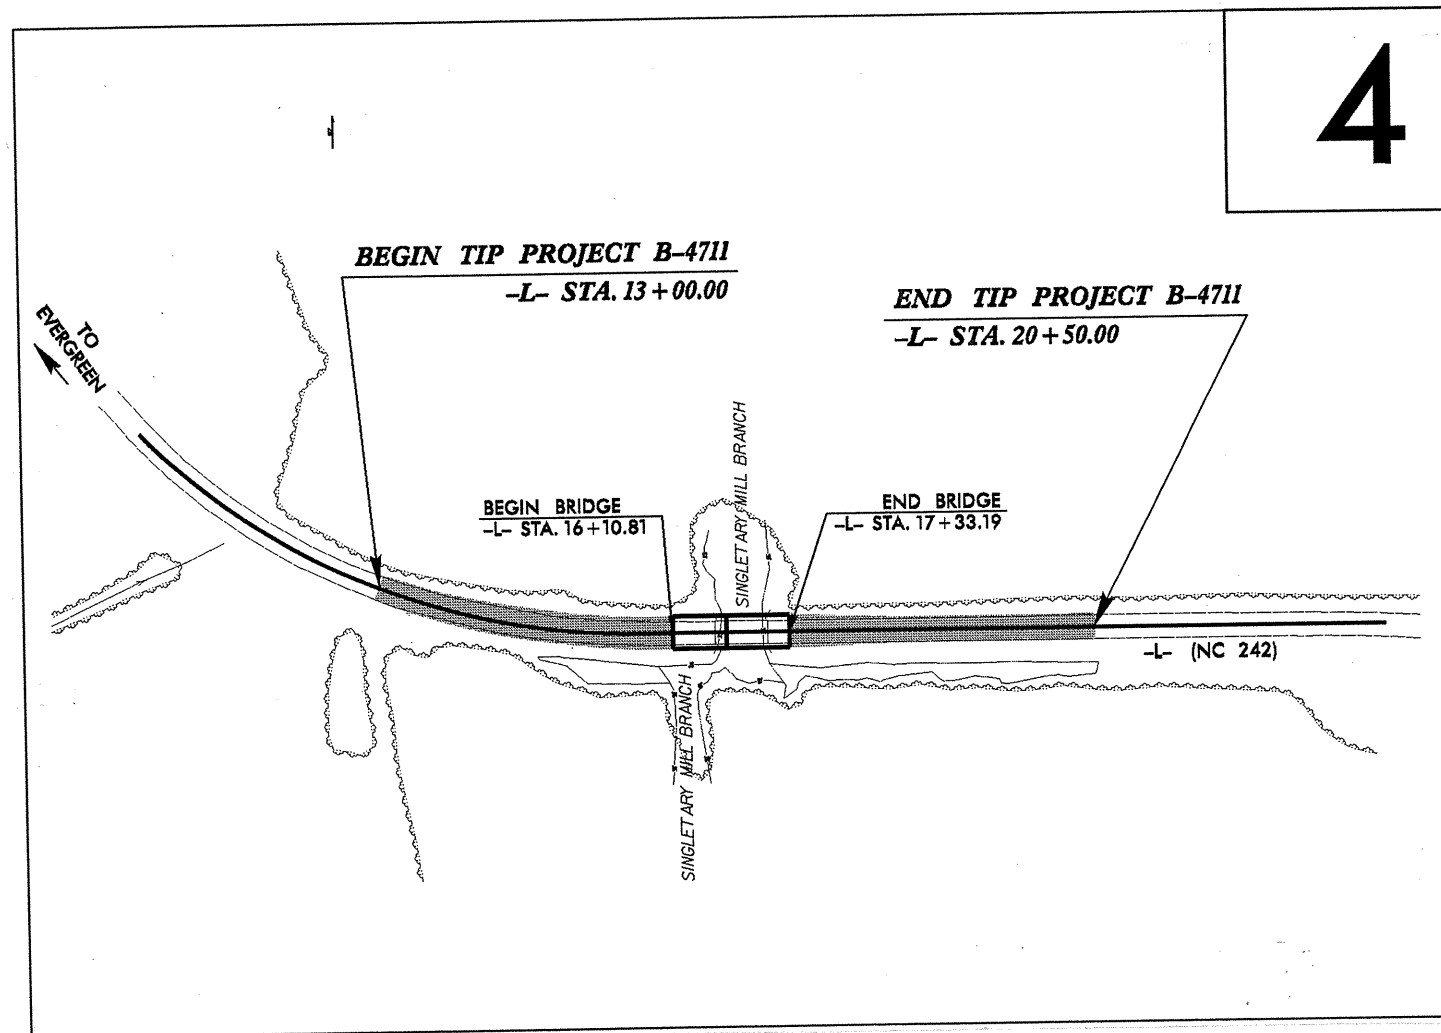 4
BEGIN TIP PROJECT B-4711
-L- STA. 13+00.00
END TIP PROJECT B-4711
-L- STA. 20+50.00
TO
EVERGREEN
SINGLETARY MILL BRANCH
BEGIN BRIDGE
-L- STA. 16+10.81
END BRIDGE
-L- STA. 17+33.19
-L- (NC 242)
SINGLETARY MILL BRANCH